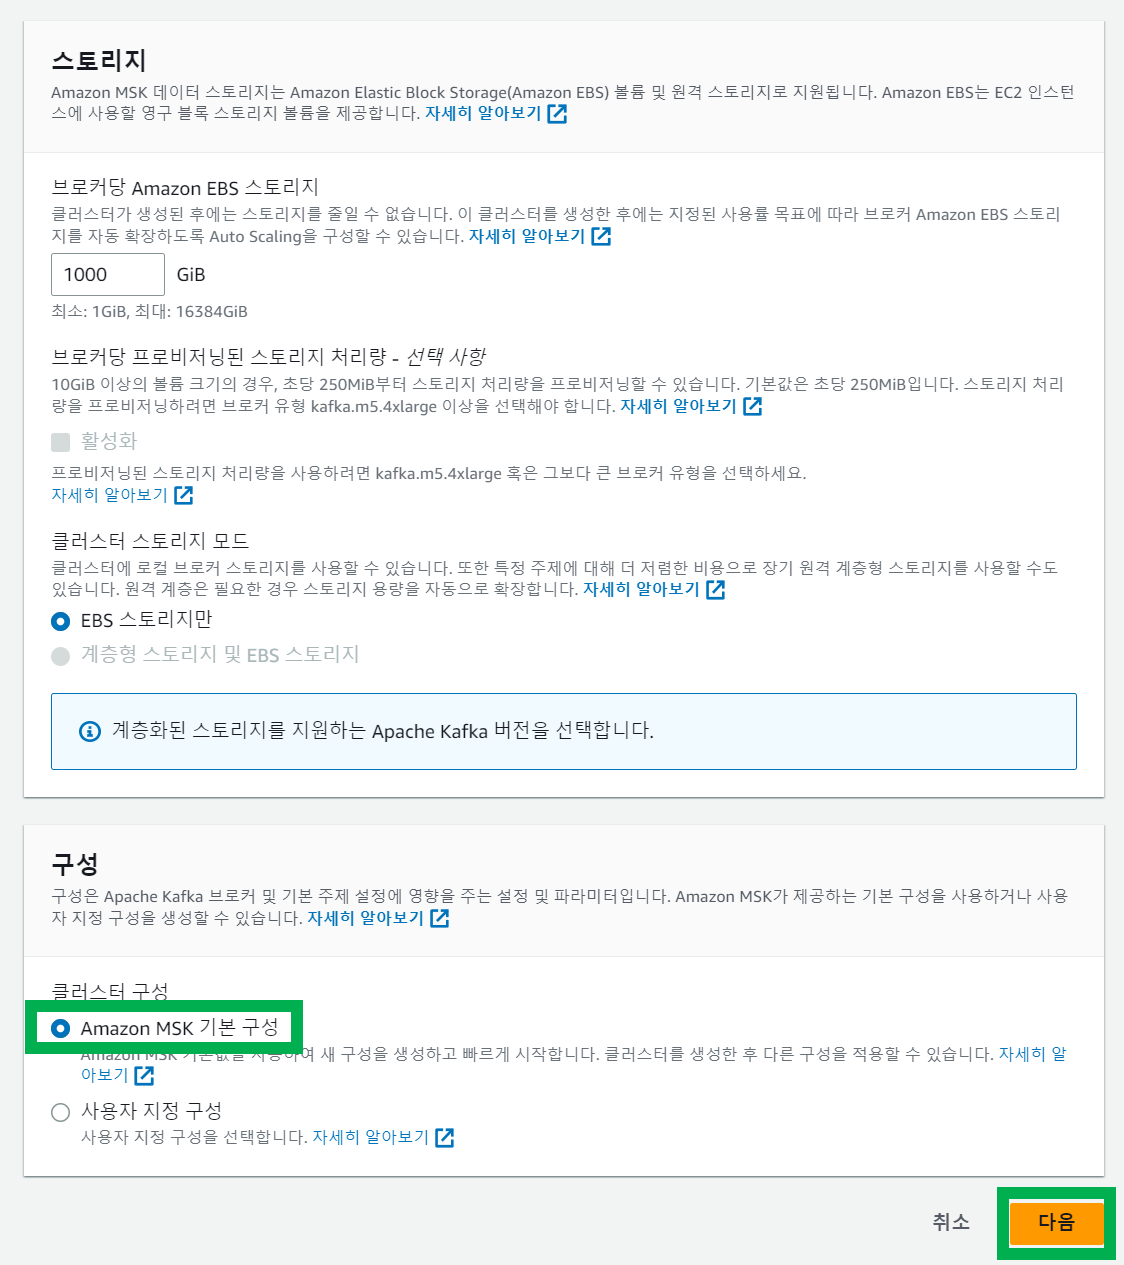 스토리지
Amazon MSK 데이터 스토리지는 Amazon Elastic Block Storage(Amazon EBS) 볼륨 및 원격 스토리지로 지원됩니다. Amazon EBS는 EC2 인스턴
스에 사용할 영구 블록 스토리지 볼륨을 제공합니다. 자세히 알아보기
브로커당 Amazon EBS 스토리지
클러스터가 생성된 후에는 스토리지를 줄일 수 없습니다. 이 클러스터를 생성한 후에는 지정된 사용률 목표에 따라 브로커 Amazon EBS 스토리
지를 자동 확장하도록 Auto Scaling을 구성할 수 있습니다. 자세히 알아보기
1000 GiB
최소: 1GiB, 최대: 16384GiB
브로커당 프로비저닝된 스토리지 처리량 - 선택 사항
10GiB 이상의 볼륨 크기의 경우, 초당 250MiB부터 스토리지 처리량을 프로비저닝할 수 있습니다. 기본값은 초당 250MiB입니다. 스토리지 처리
량을 프로비저닝하려면 브로커 유형 kafka.m5.4xlarge 이상을 선택해야 합니다. 자세히 알아보기
활성화
프로비저닝된 스토리지 처리량을 사용하려면 kafka.m5.4xlarge 혹은 그보다 큰 브로커 유형을 선택하세요.
자세히 알아보기
클러스터 스토리지 모드
클러스터에 로컬 브로커 스토리지를 사용할 수 있습니다. 또한 특정 주제에 대해 더 저렴한 비용으로 장기 원격 계층형 스토리지를 사용할 수도
있습니다. 원격 계층은 필요한 경우 스토리지 용량을 자동으로 확장합니다. 자세히 알아보기
EBS 스토리지만
계층형 스토리지 및 EBS 스토리지
계층화된 스토리지를 지원하는 Apache Kafka 버전을 선택합니다.
구성
구성은 Apache Kafka 브로커 및 기본 주제 설정에 영향을 주는 설정 및 파라미터입니다. Amazon MSK가 제공하는 기본 구성을 사용하거나 사용
자 지정 구성을 생성할 수 있습니다. 자세히 알아보기
클러스터 구성
Amazon MSK 기본 구성
Amazon MSK 기본값을 사용하여 새 구성을 생성하고 빠르게 시작합니다. 클러스터를 생성한 후 다른 구성을 적용할 수 있습니다. 자세히 알
아보기
사용자 지정 구성
사용자 지정 구성을 선택합니다. 자세히 알아보기
취소 다음